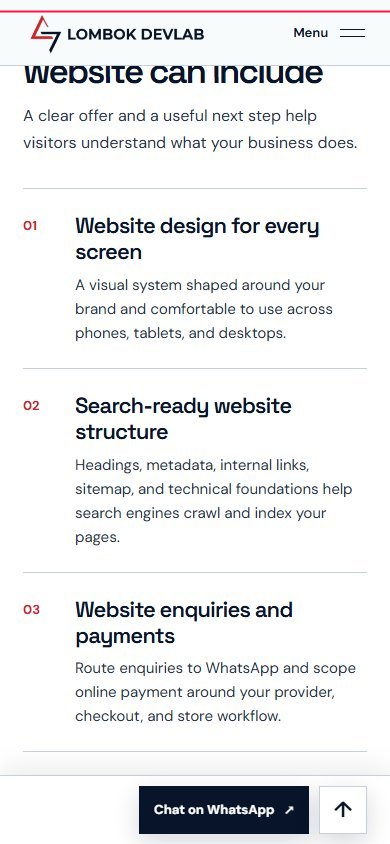 LOMBOK DEVLAB
Menu
website can include
A clear offer and a useful next step help
visitors understand what your business does.
01
Website design for every
screen
A visual system shaped around your
brand and comfortable to use across
phones, tablets, and desktops.
02
Search-ready website
structure
Headings, metadata, internal links,
sitemap, and technical foundations help
search engines crawl and index your
pages.
03
Website enquiries and
payments
Route enquiries to WhatsApp and scope
online payment around your provider,
checkout, and store workflow.
Chat on WhatsApp ↗